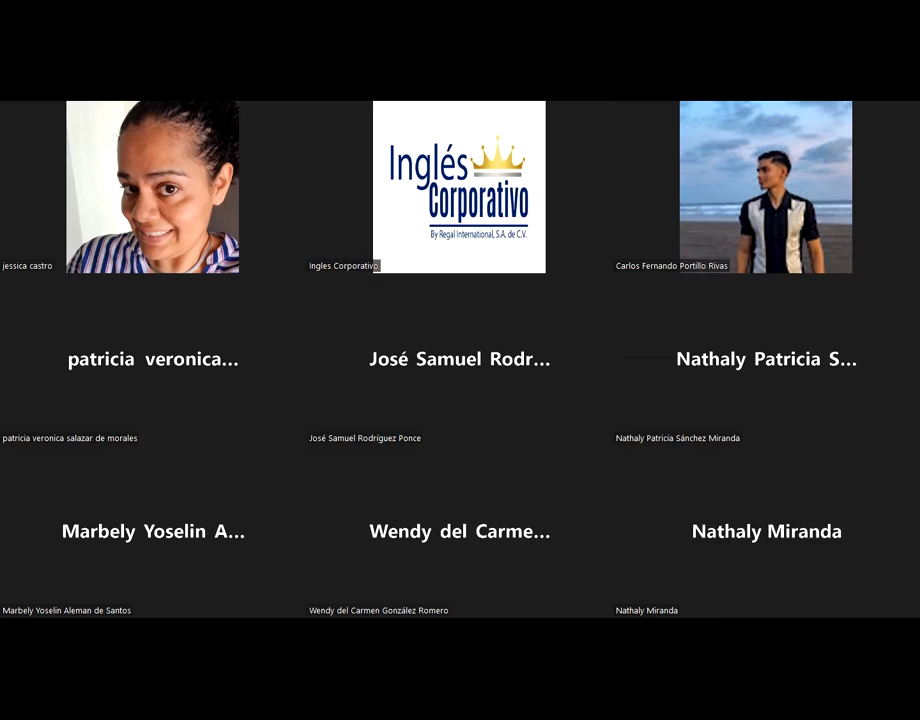 Inglés
Corporativo
By Regal International, S.A. de C.V.
jessica castro
Ingles Corporativo
Carlos Fernando Portillo Rivas
patricia veronica...
José Samuel Rodr...
Nathaly Patricia S...
patricia veronica salazar de morales
José Samuel Rodríguez Ponce
Nathaly Patricia Sánchez Miranda
Marbely Yoselin A...
Wendy del Carme...
Nathaly Miranda
Marbely Yoselin Aleman de Santos
Wendy del Carmen González Romero
Nathaly Miranda